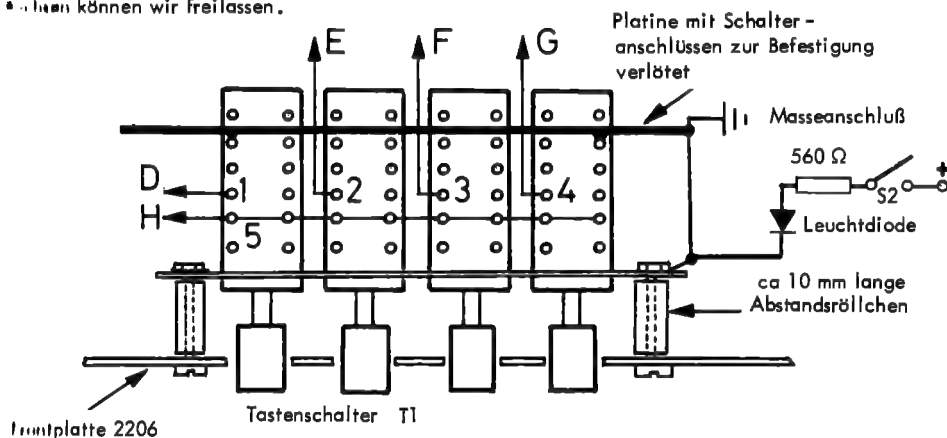 können wir freilassen.
Platine mit Schalter-
anschlüssen zur Befestigung
verlötet
E F G
Masseanschluß
560 Ω
+
S2
D
1 2 3 4
H
5
Leuchtdiode
ca 10 mm lange
Abstandsröllchen
Tastenschalter T1
2206